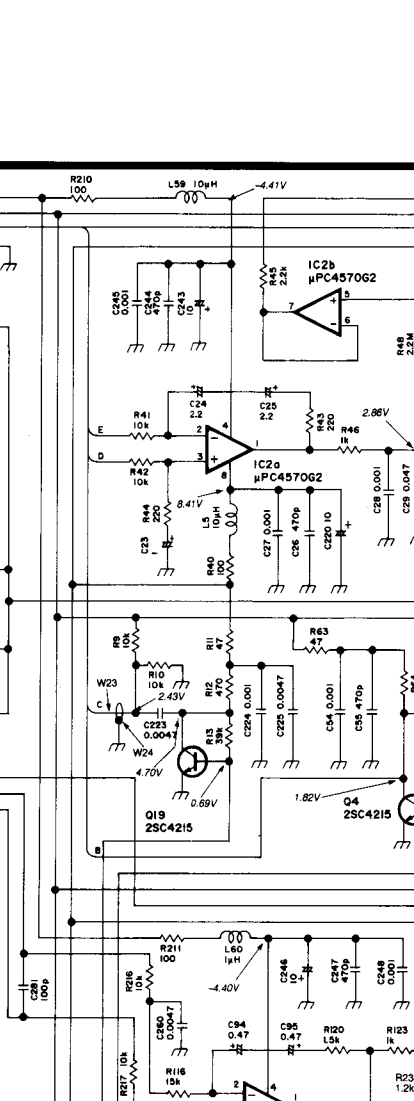 R210
100
L59 10μH
-4.41V
C245
0.001
C244
470p
C243
10
+
R45
2.2k
IC2b
μPC4570G2
7
5
+
-
6
R48
2.2M
C24
2.2
+
C25
2.2
+
R43
220
2.86V
E
R41
10k
2
-
4
1
R46
1k
D
R42
10k
3
+
8
IC2a
μPC4570G2
8.41V
R44
220
L5
10μH
C23
1
C27 0.001
C26 470p
C220 10
+
C28 0.001
C29 0.047
R40
100
R9
10k
R11
47
R63
47
R10
10k
W23
C
2.43V
R12
470
C223
0.0047
R13
39k
C224 0.001
C225 0.0047
C54 0.001
C55 470p
W24
4.70V
0.69V
1.82V
Q19
2SC4215
Q4
2SC4215
B
R211
100
L60
1μH
-4.40V
C281
100p
R216
10k
C260
0.0047
C246
10
+
C247
470p
C248
0.001
C94
0.47
+
C95
0.47
+
R120
1.5k
R123
1k
R217 10k
R116
15k
2
-
4
1
R23
1.2k